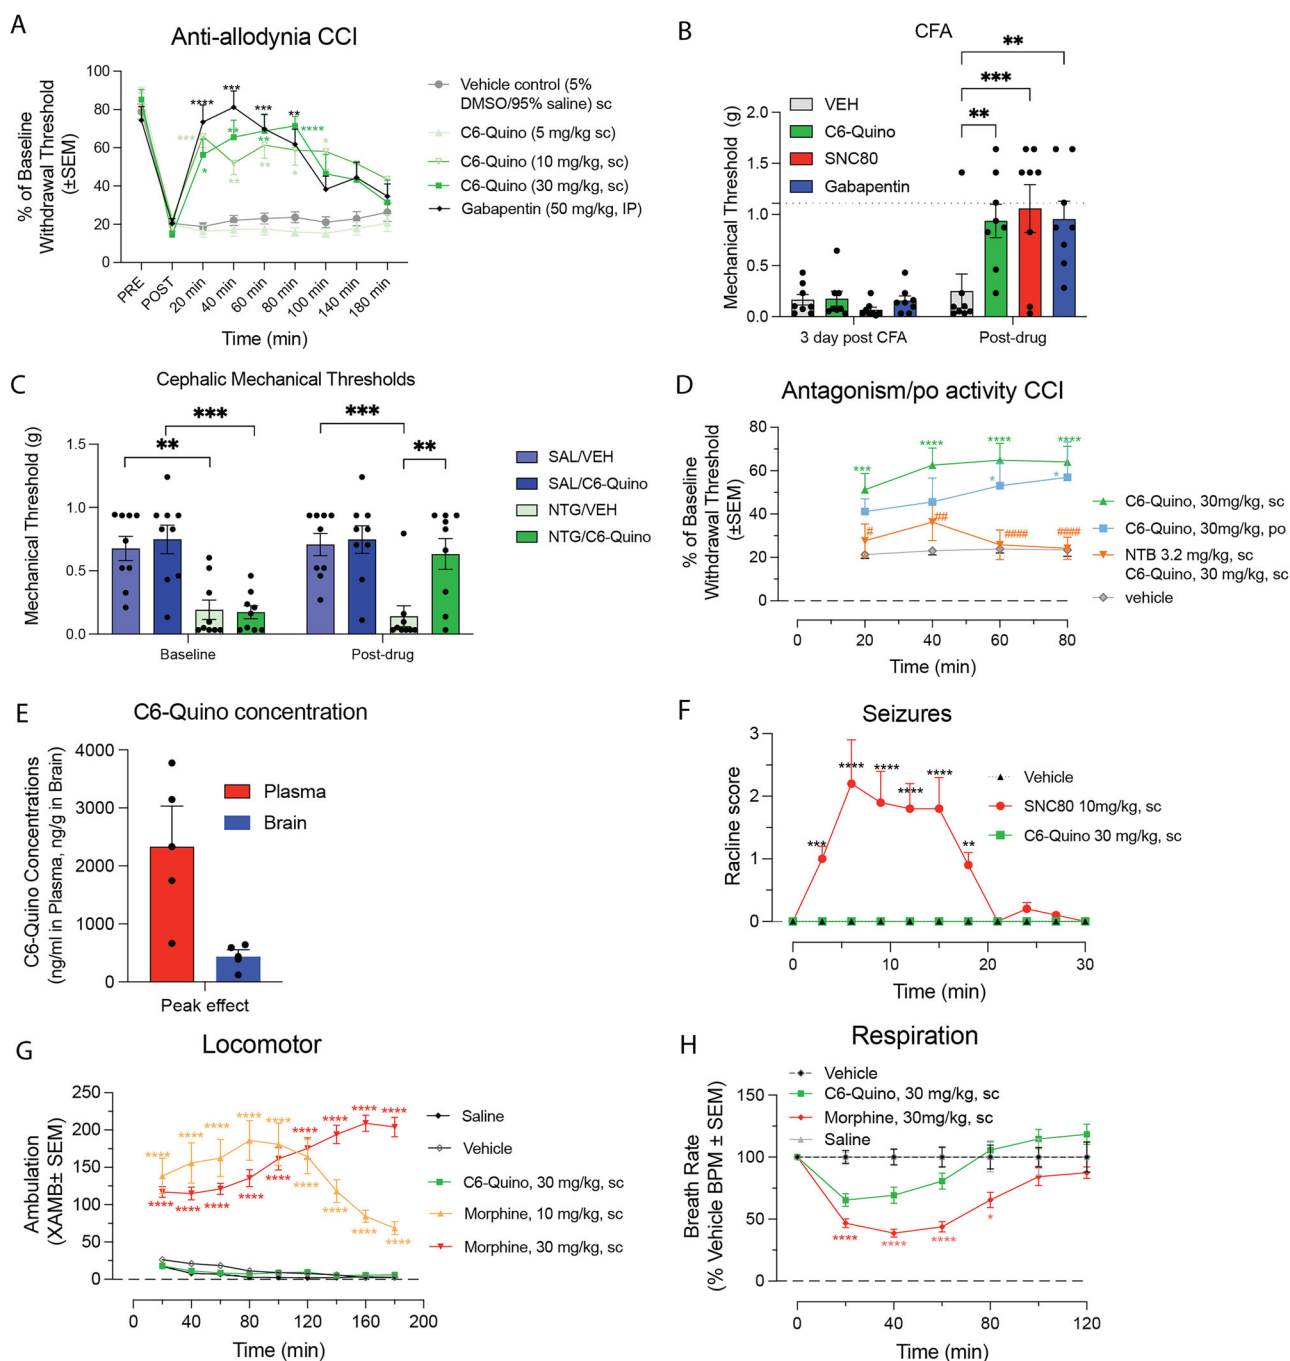 A
Anti-allodynia CCI
% of Baseline
Withdrawal Threshold
(±SEM)
100
80
60
40
20
0
PRE
POST
20 min
40 min
60 min
80 min
100 min
140 min
180 min
Time (min)
Vehicle control (5%
DMSO/95% saline) sc
C6-Quino (5 mg/kg sc)
C6-Quino (10 mg/kg, sc)
C6-Quino (30 mg/kg, sc)
Gabapentin (50 mg/kg, IP)
B
CFA
Mechanical Threshold (g)
2.0
1.5
1.0
0.5
0.0
VEH
C6-Quino
SNC80
Gabapentin
**
***
**
3 day post CFA
Post-drug
C
Cephalic Mechanical Thresholds
Mechanical Threshold (g)
1.5
1.0
0.5
0.0
***
**
***
**
Baseline
Post-drug
SAL/VEH
SAL/C6-Quino
NTG/VEH
NTG/C6-Quino
D
Antagonism/po activity CCI
% of Baseline
Withdrawal Threshold
(±SEM)
80
60
40
20
0
***
****
****
****
*
*
#
##
####
####
0
20
40
60
80
Time (min)
C6-Quino, 30mg/kg, sc
C6-Quino, 30mg/kg, po
NTB 3.2 mg/kg, sc
C6-Quino, 30 mg/kg, sc
vehicle
E
C6-Quino concentration
C6-Quino Concentrations
(ng/ml in Plasma, ng/g in Brain)
4000
3000
2000
1000
0
Plasma
Brain
Peak effect
F
Seizures
Racline score
3
2
1
0
***
****
****
****
****
**
0
10
20
30
Time (min)
Vehicle
SNC80 10mg/kg, sc
C6-Quino 30 mg/kg, sc
G
Locomotor
Ambulation
(XAMB± SEM)
250
200
150
100
50
0
0
40
80
120
160
200
Time (min)
Saline
Vehicle
C6-Quino, 30 mg/kg, sc
Morphine, 10 mg/kg, sc
Morphine, 30 mg/kg, sc
H
Respiration
Breath Rate
(% Vehicle BPM ± SEM)
150
100
50
0
Vehicle
C6-Quino, 30 mg/kg, sc
Morphine, 30mg/kg, sc
Saline
****
****
****
*
0
40
80
120
Time (min)